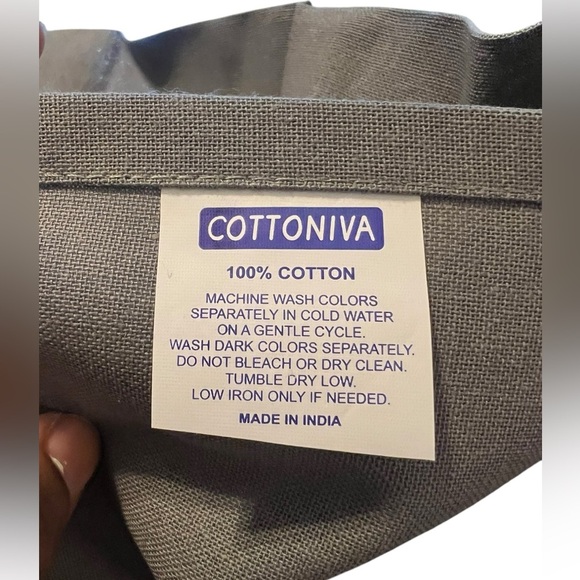 COTTONIVA
100% COTTON
MACHINE WASH COLORS
SEPARATELY IN COLD WATER
ON A GENTLE CYCLE.
WASH DARK COLORS SEPARATELY.
DO NOT BLEACH OR DRY CLEAN.
TUMBLE DRY LOW.
LOW IRON ONLY IF NEEDED.
MADE IN INDIA